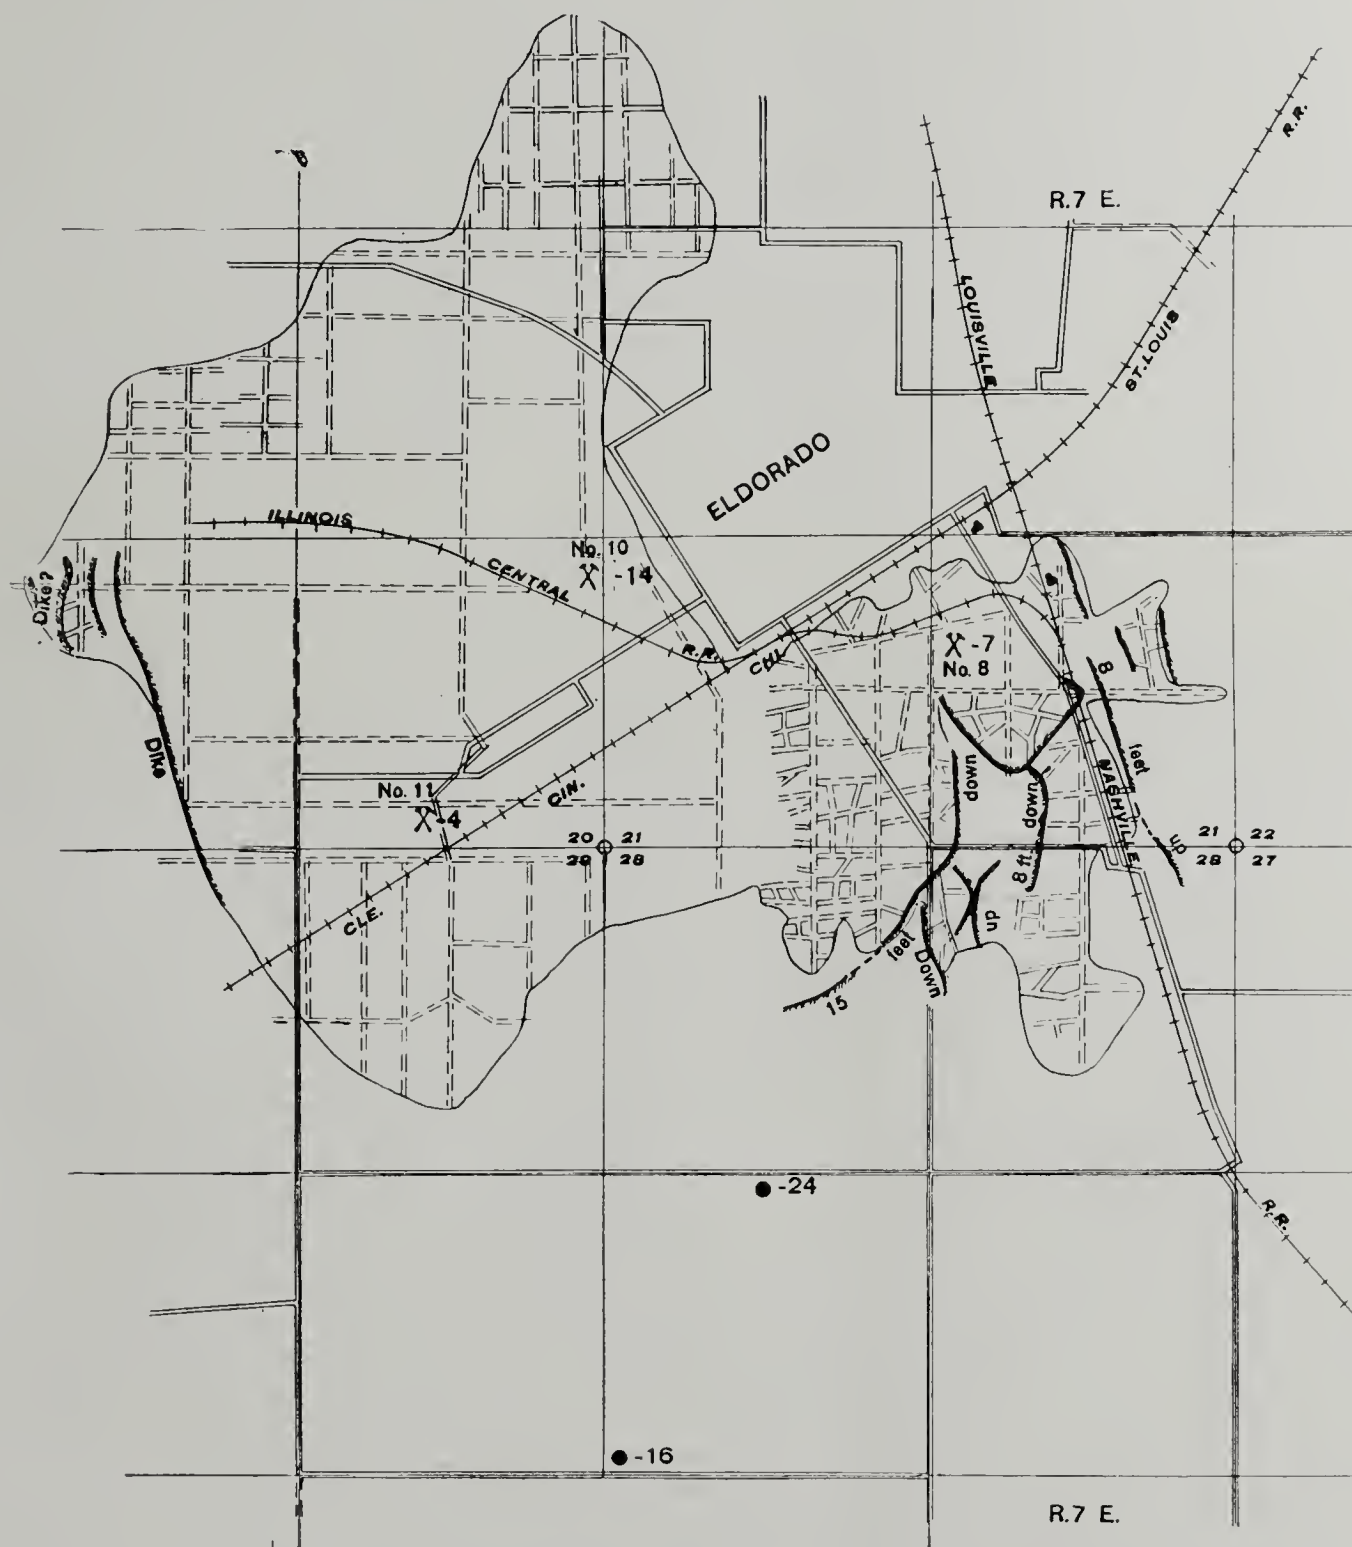 R.R.
R.7 E.
LOUISVILLE
ST. LOUIS
ELDORADO
ILLINOIS
CENTRAL
R.R.
No. 10
-14
Dike?
-7
No. 8
CHI.
8
feet
up
NASHVILLE
Dike
down
down
8 ft.
No. 11
-4
CIN.
20 21
29 28
21 22
28 27
CLE.
up
feet
Down
15
-24
R.R.
-16
R.7 E.